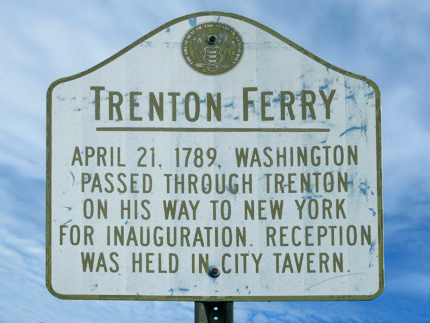 TRENTON FERRY
APRIL 21, 1789, WASHINGTON
PASSED THROUGH TRENTON
ON HIS WAY TO NEW YORK
FOR INAUGURATION. RECEPTION
WAS HELD IN CITY TAVERN.